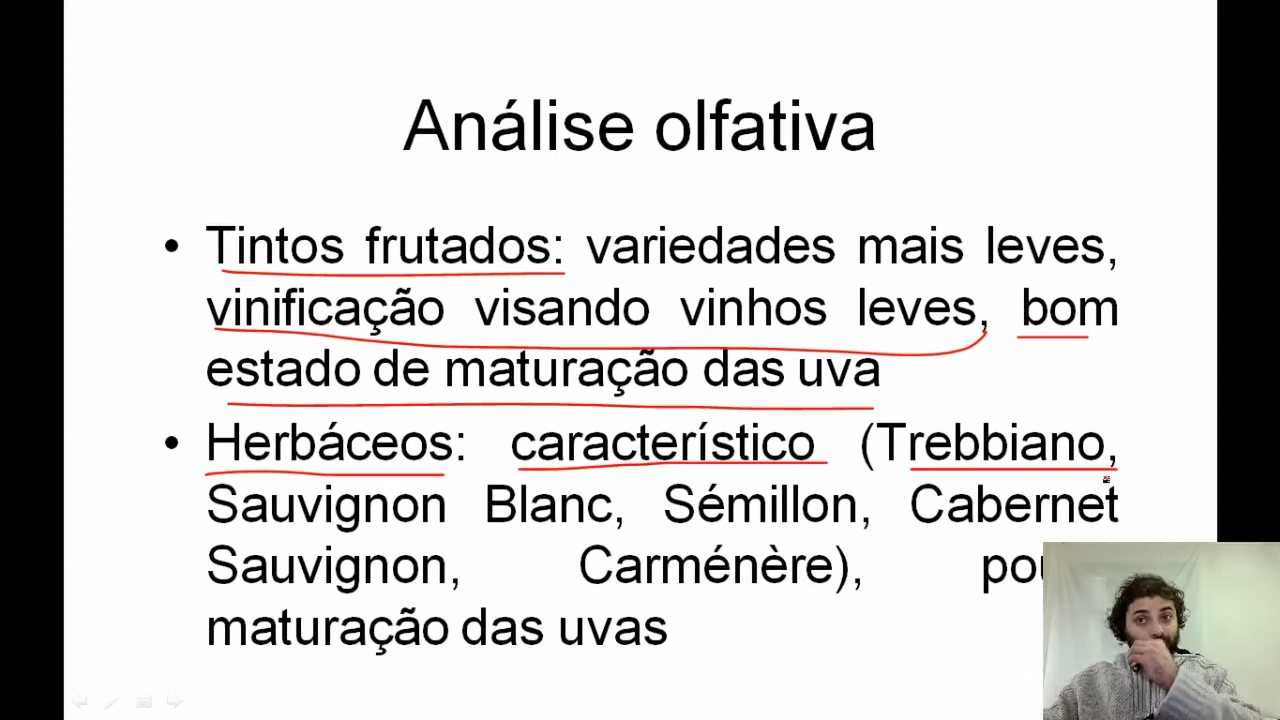 Análise olfativa
• Tintos frutados: variedades mais leves,
vinificação visando vinhos leves, bom
estado de maturação das uva
• Herbáceos: característico (Trebbiano,
Sauvignon Blanc, Sémillon, Cabernet
Sauvignon, Carménère),
maturação das uvas